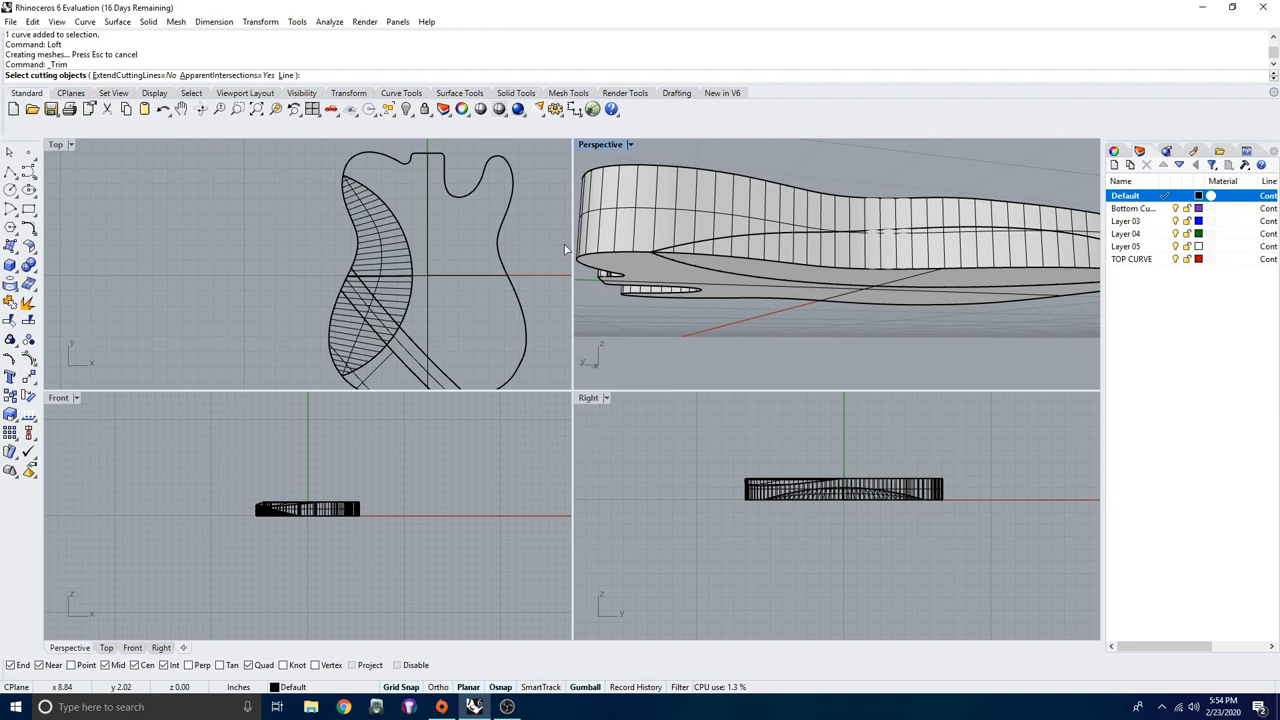 Rhinoceros 6 Evaluation (16 Days Remaining)
File Edit View Curve Surface Solid Mesh Dimension Transform Tools Analyze Render Panels Help
1 curve added to selection.
Command: Loft
Creating meshes... Press Esc to cancel
Command: _Trim
Select cutting objects ( ExtendCuttingLines=No ApparentIntersections=Yes Line ):
Standard CPlanes Set View Display Select Viewport Layout Visibility Transform Curve Tools Surface Tools Solid Tools Mesh Tools Render Tools Drafting New in V6
Top
Perspective
Name Material Line
Default Cont
Bottom Cu... Cont
Layer 03 Cont
Layer 04 Cont
Layer 05 Cont
TOP CURVE Cont
y
x
z
y
x
Front
Right
z
x
z
y
Perspective Top Front Right
End Near Point Mid Cen Int Perp Tan Quad Knot Vertex Project Disable
CPlane x 8.84 y 2.02 z 0.00 Inches Default Grid Snap Ortho Planar Osnap SmartTrack Gumball Record History Filter CPU use: 1.3 %
Type here to search
5:54 PM
2/23/2020
2